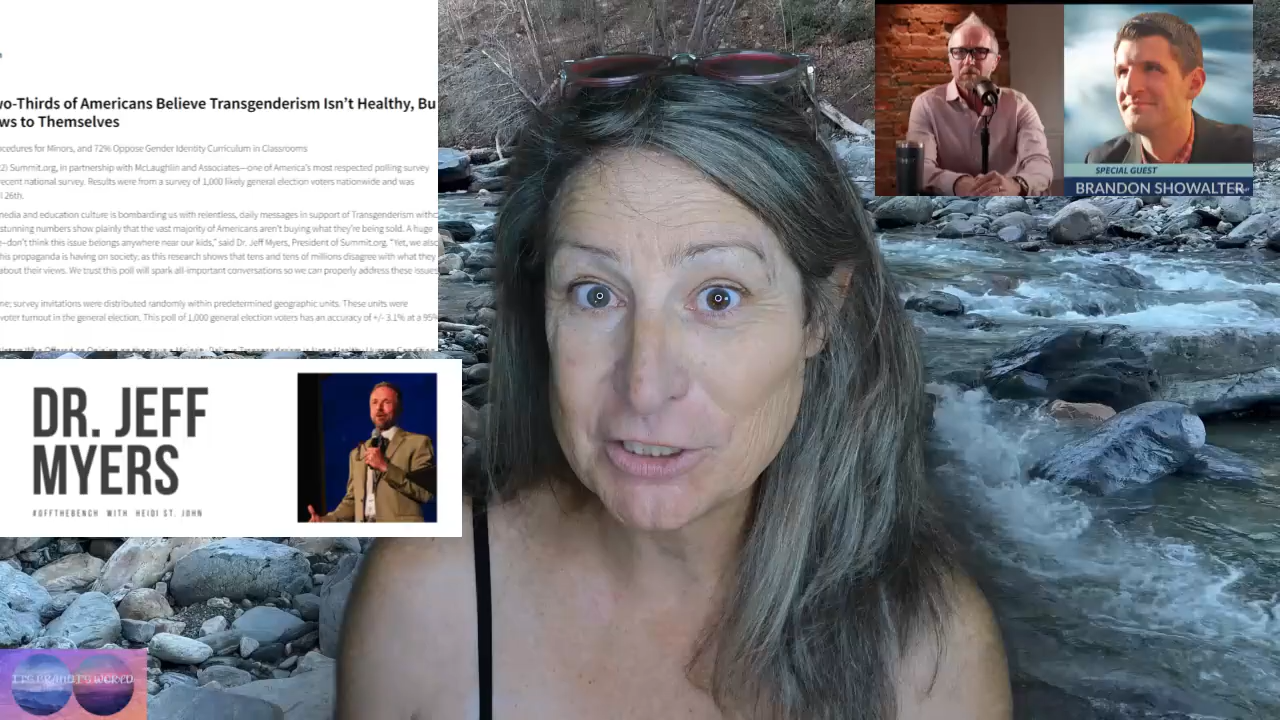 wo-Thirds of Americans Believe Transgenderism Isn't Healthy, Bu
ws to Themselves
ocedures for Minors, and 72% Oppose Gender Identity Curriculum in Classrooms
22) Summit.org, in partnership with McLaughlin and Associates—one of America's most respected polling survey
recent national survey. Results were from a survey of 1,000 likely general election voters nationwide and was
il 26th.
media and education culture is bombarding us with relentless, daily messages in support of Transgenderism witho
stunning numbers show plainly that the vast majority of Americans aren't buying what they're being sold. A huge
e–don't think this issue belongs anywhere near our kids," said Dr. Jeff Myers, President of Summit.org. "Yet, we also
this propaganda is having on society, as this research shows that tens and tens of millions disagree with what they
about their views. We trust this poll will spark all-important conversations so we can properly address these issues
me; survey invitations were distributed randomly within predetermined geographic units. These units were
voter turnout in the general election. This poll of 1,000 general election voters has an accuracy of +/- 3.1% at a 95%
SPECIAL GUEST
BRANDON SHOWALTER
DR. JEFF
MYERS
#OFFTHEBENCH WITH HEIDI ST. JOHN